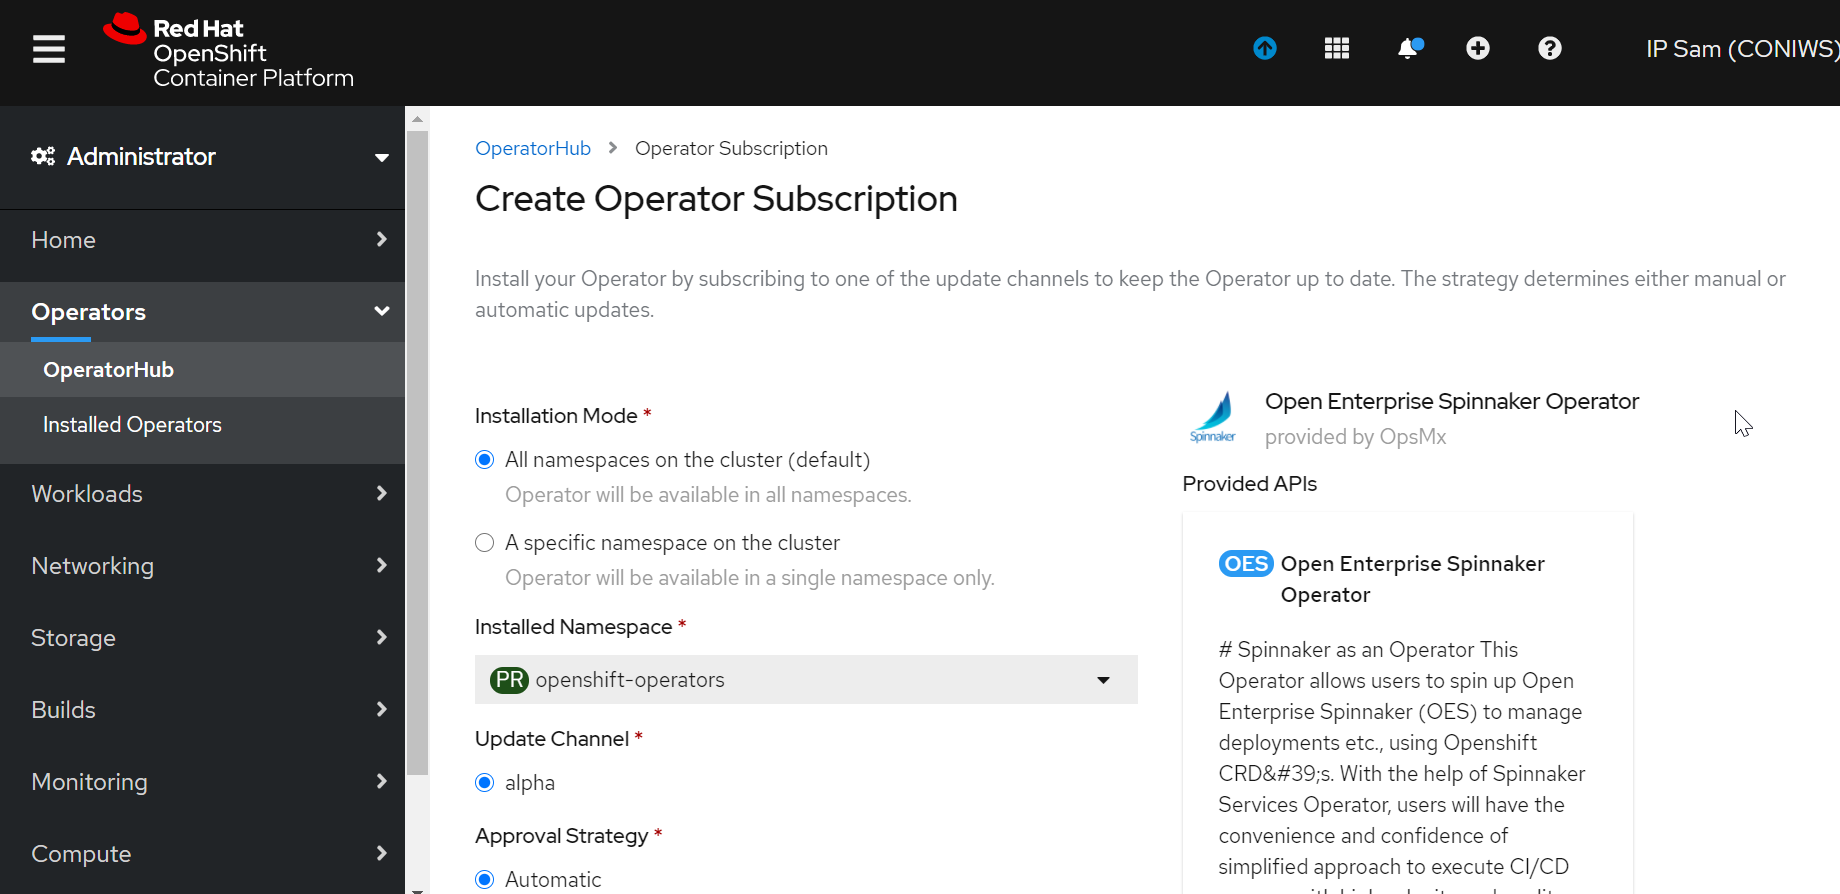 Red Hat
OpenShift
Container Platform
IP Sam (CONIWS)
Administrator
Home
Operators
OperatorHub
Installed Operators
Workloads
Networking
Storage
Builds
Monitoring
Compute
OperatorHub > Operator Subscription
Create Operator Subscription
Install your Operator by subscribing to one of the update channels to keep the Operator up to date. The strategy determines either manual or
automatic updates.
Installation Mode *
All namespaces on the cluster (default)
Operator will be available in all namespaces.
A specific namespace on the cluster
Operator will be available in a single namespace only.
Installed Namespace *
PR openshift-operators
Update Channel *
alpha
Approval Strategy *
Automatic
Spinnaker
Open Enterprise Spinnaker Operator
provided by OpsMx
Provided APIs
OES Open Enterprise Spinnaker
Operator
# Spinnaker as an Operator This
Operator allows users to spin up Open
Enterprise Spinnaker (OES) to manage
deployments etc., using Openshift
CRD&#39;s. With the help of Spinnaker
Services Operator, users will have the
convenience and confidence of
simplified approach to execute CI/CD